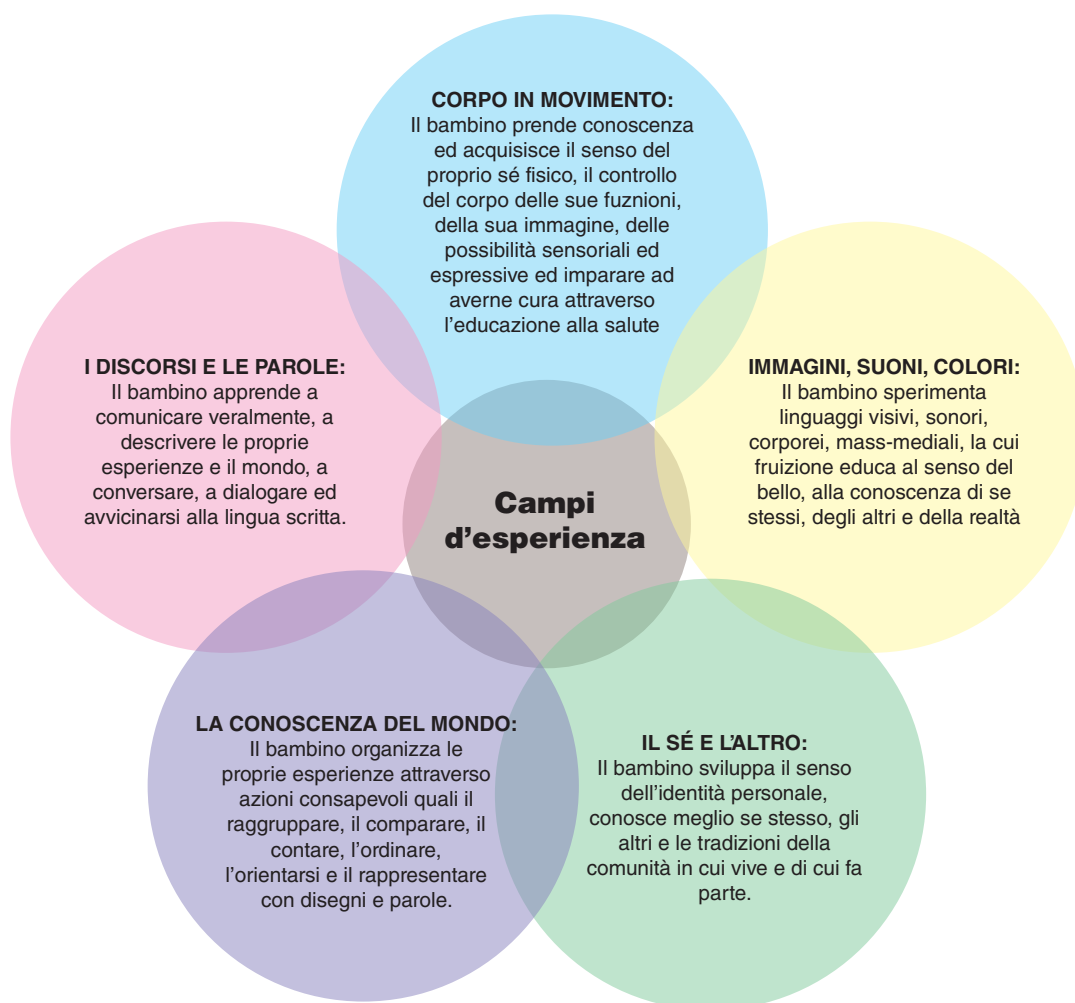 CORPO IN MOVIMENTO:
Il bambino prende conoscenza
ed acquisisce il senso del
proprio sé fisico, il controllo
del corpo delle sue fuznioni,
della sua immagine, delle
possibilità sensoriali ed
espressive ed imparare ad
averne cura attraverso
l’educazione alla salute
I DISCORSI E LE PAROLE:
Il bambino apprende a
comunicare veralmente, a
descrivere le proprie
esperienze e il mondo, a
conversare, a dialogare ed
avvicinarsi alla lingua scritta.
IMMAGINI, SUONI, COLORI:
Il bambino sperimenta
linguaggi visivi, sonori,
corporei, mass-mediali, la cui
fruizione educa al senso del
bello, alla conoscenza di se
stessi, degli altri e della realtà
Campi
d’esperienza
LA CONOSCENZA DEL MONDO:
Il bambino organizza le
proprie esperienze attraverso
azioni consapevoli quali il
raggruppare, il comparare, il
contare, l’ordinare,
l’orientarsi e il rappresentare
con disegni e parole.
IL SÉ E L’ALTRO:
Il bambino sviluppa il senso
dell’identità personale,
conosce meglio se stesso, gli
altri e le tradizioni della
comunità in cui vive e di cui fa
parte.